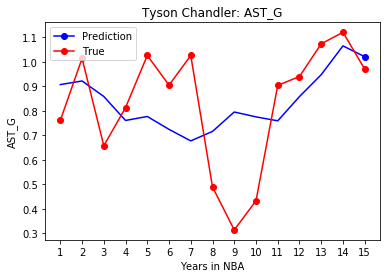 Tyson Chandler: AST_G
Prediction
True
AST_G
1.1
1.0
0.9
0.8
0.7
0.6
0.5
0.4
0.3
1 2 3 4 5 6 7 8 9 10 11 12 13 14 15
Years in NBA